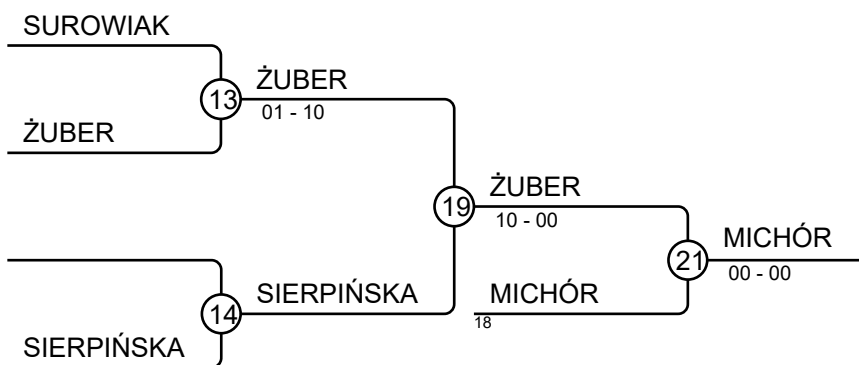 SUROWIAK
13
ŻUBER
01 - 10
ŻUBER
19
ŻUBER
10 - 00
21
MICHÓR
00 - 00
14
SIERPIŃSKA
MICHÓR
18
SIERPIŃSKA